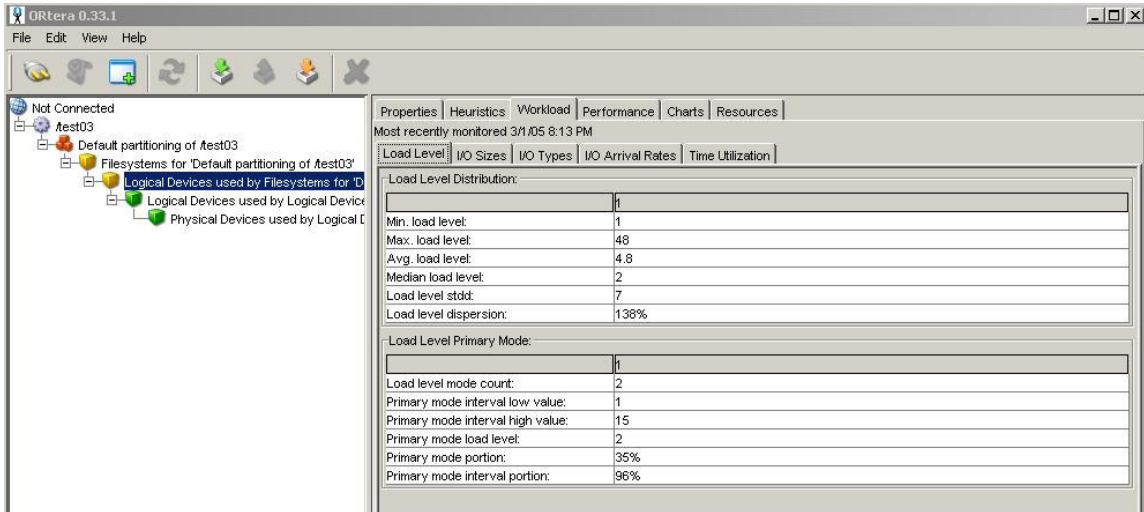 ORtera 0.33.1
File Edit View Help
Not Connected
/test03
Default partitioning of /test03
Filesystems for 'Default partitioning of /test03'
Logical Devices used by Filesystems for 'D
Logical Devices used by Logical Device
Physical Devices used by Logical D
Properties Heuristics Workload Performance Charts Resources
Most recently monitored 3/1/05 8:13 PM
Load Level I/O Sizes I/O Types I/O Arrival Rates Time Utilization
Load Level Distribution:
1
Min. load level: 1
Max. load level: 48
Avg. load level: 4.8
Median load level: 2
Load level stdd: 7
Load level dispersion: 138%
Load Level Primary Mode:
1
Load level mode count: 2
Primary mode interval low value: 1
Primary mode interval high value: 15
Primary mode load level: 2
Primary mode portion: 35%
Primary mode interval portion: 96%